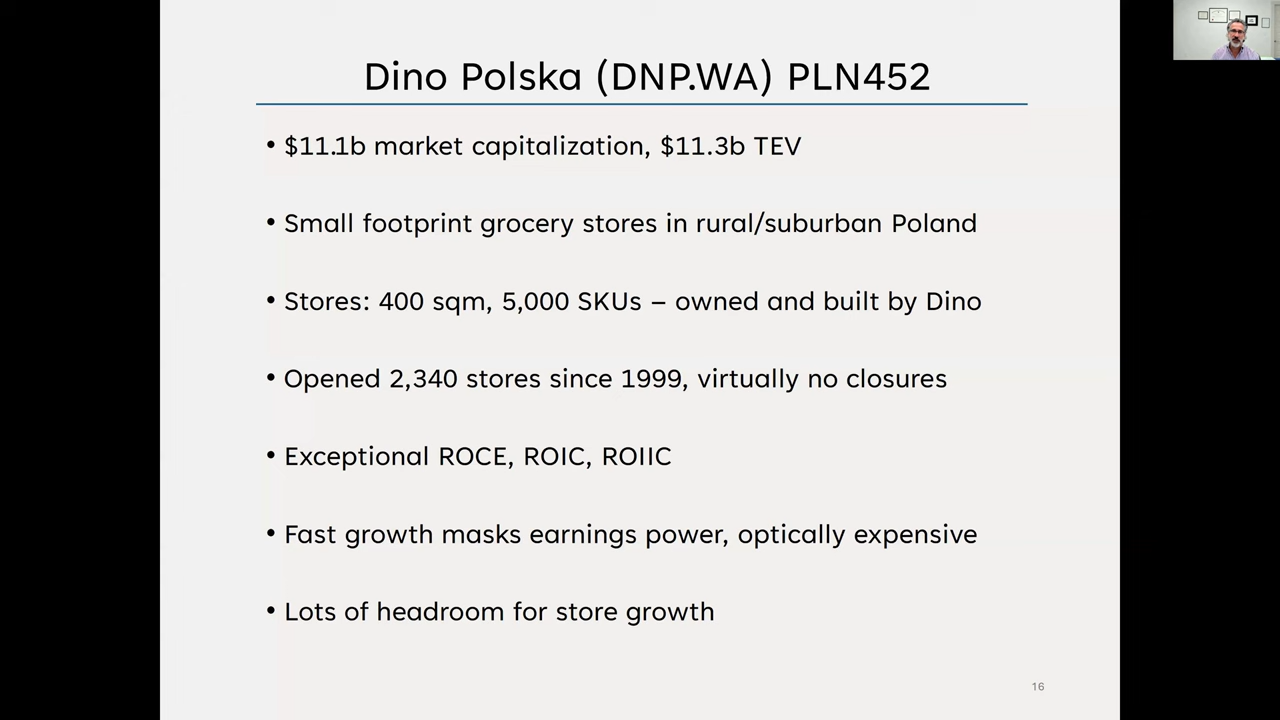 Dino Polska (DNP.WA) PLN452
• $11.1b market capitalization, $11.3b TEV
• Small footprint grocery stores in rural/suburban Poland
• Stores: 400 sqm, 5,000 SKUs – owned and built by Dino
• Opened 2,340 stores since 1999, virtually no closures
• Exceptional ROCE, ROIC, ROIIC
• Fast growth masks earnings power, optically expensive
• Lots of headroom for store growth
16